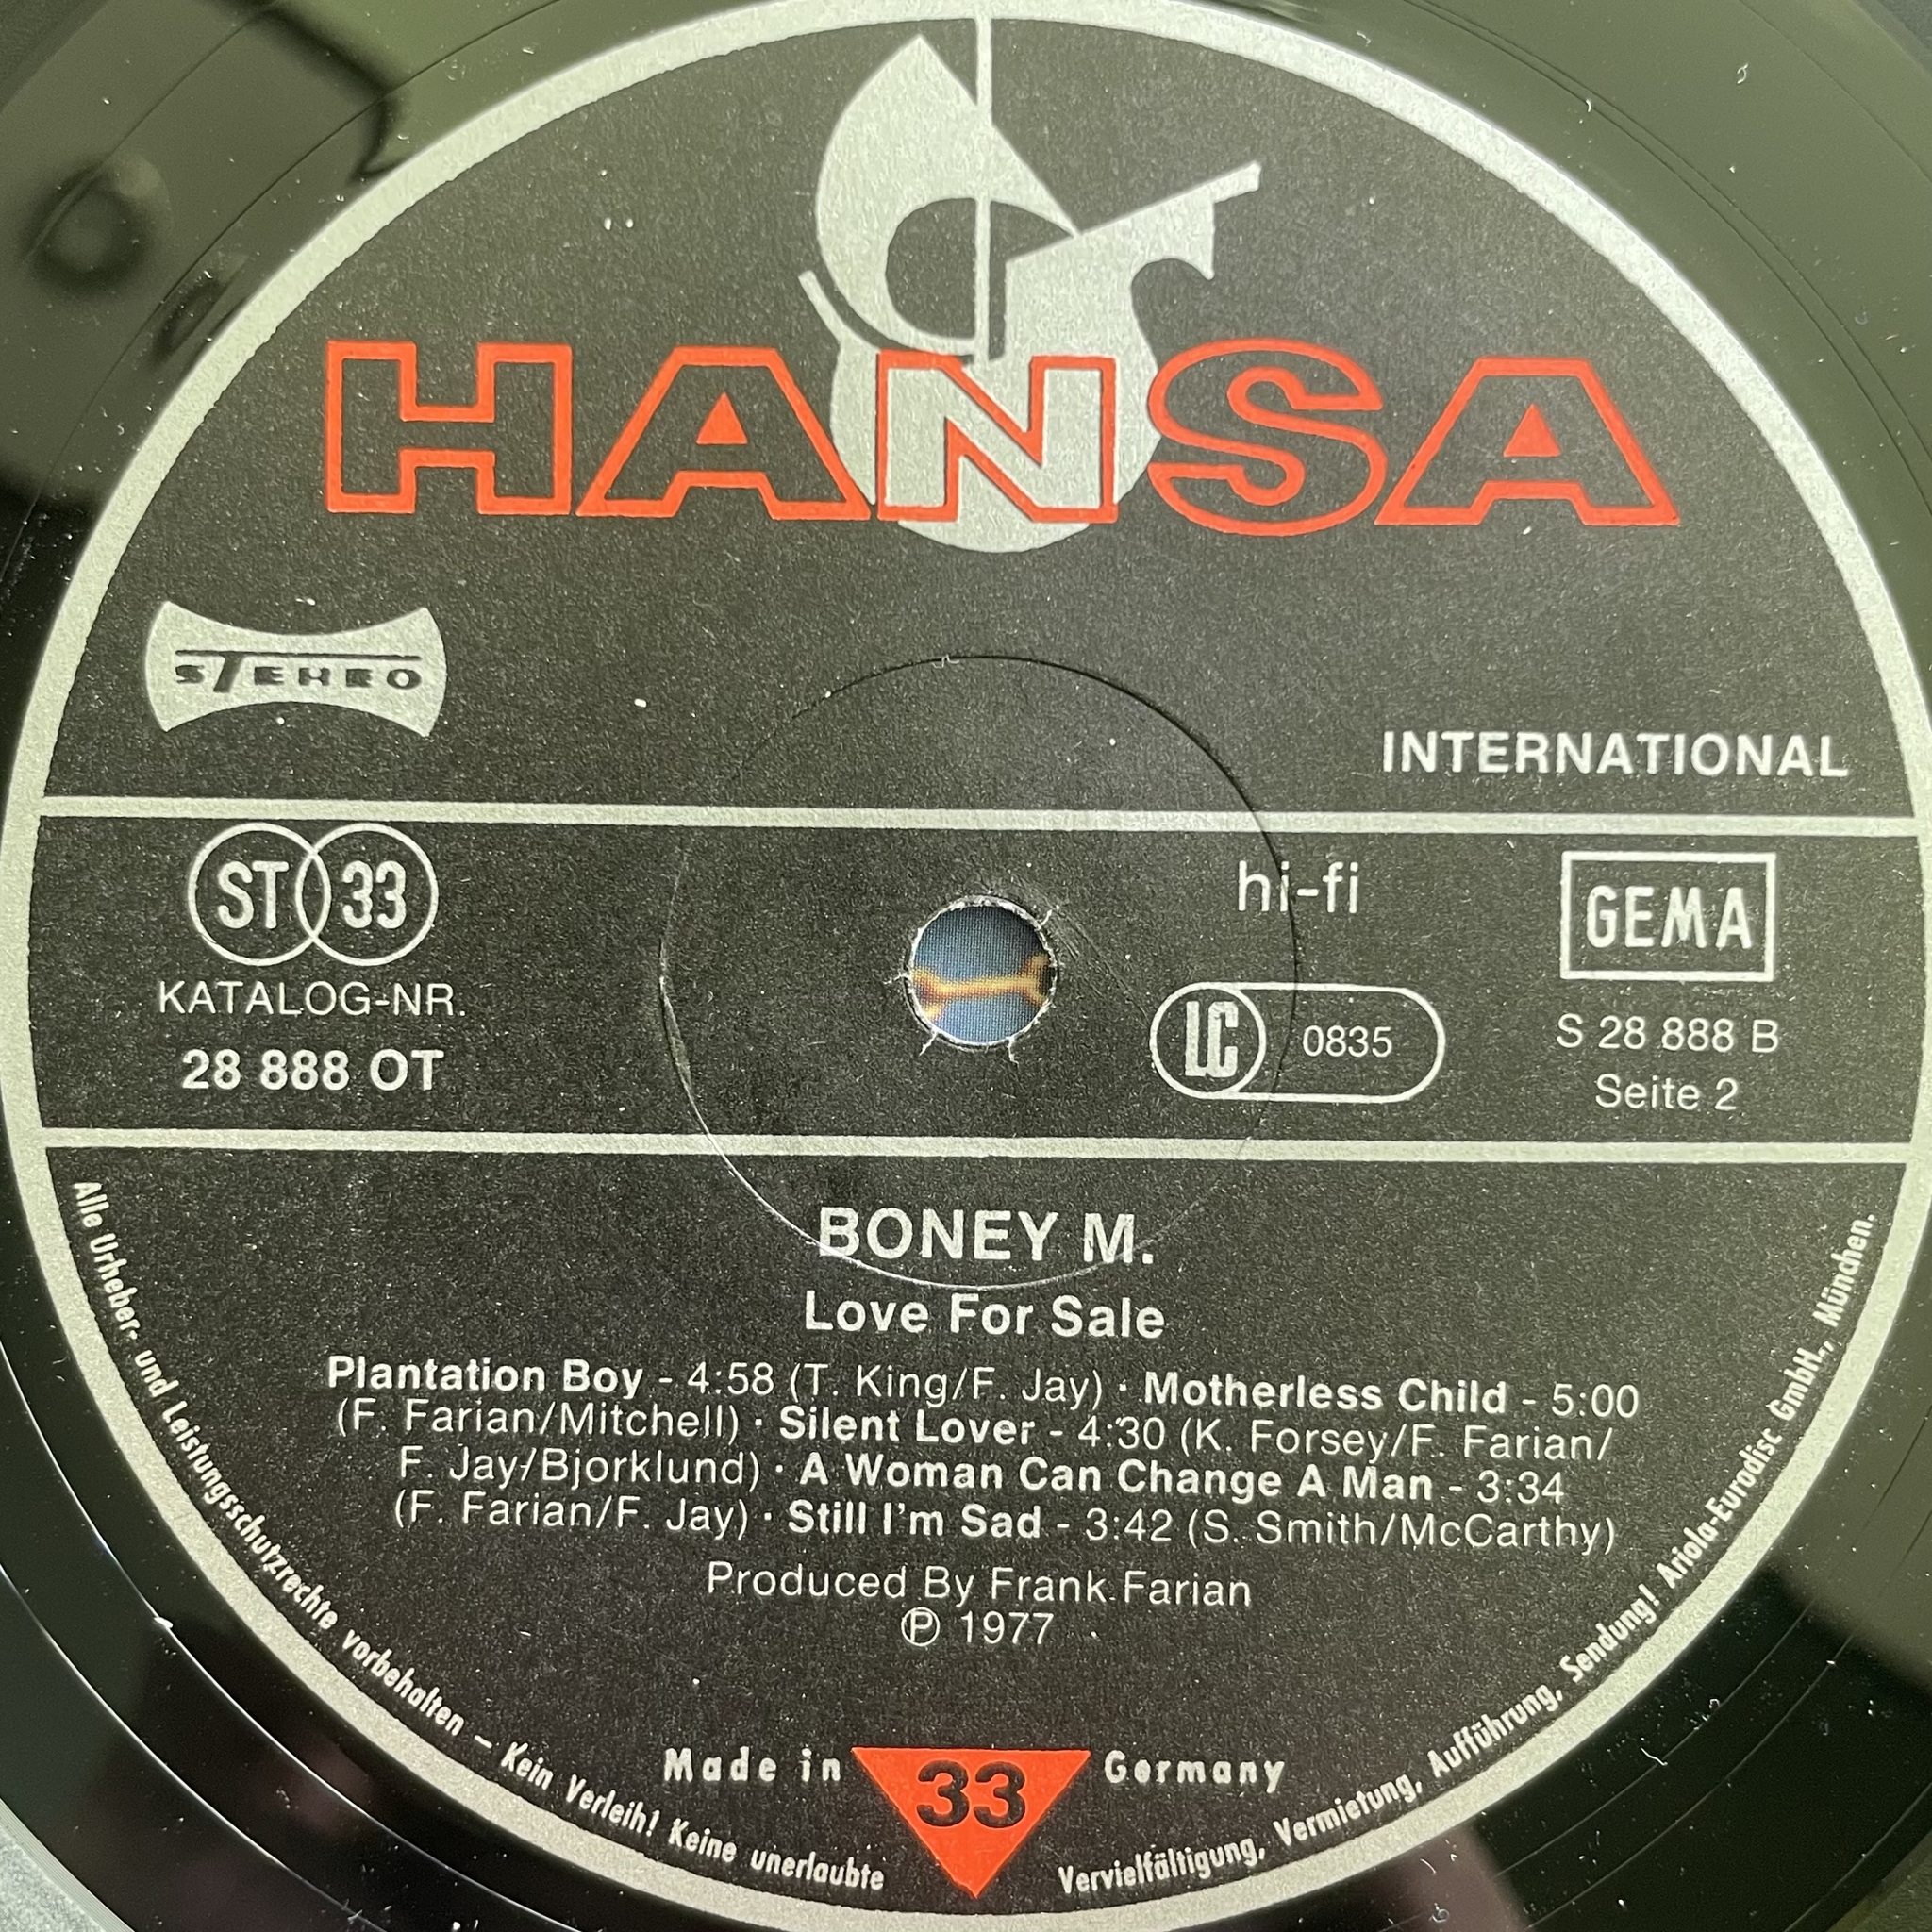 HANSA
STEREO
INTERNATIONAL
ST 33
hi-fi
GEMA
KATALOG-NR.
28 888 OT
LC 0835
S 28 888 B
Seite 2
BONEY M.
Love For Sale
Plantation Boy - 4:58 (T. King/F. Jay) · Motherless Child - 5:00
(F. Farian/Mitchell) · Silent Lover - 4:30 (K. Forsey/F. Farian/
F. Jay/Bjorklund) · A Woman Can Change A Man - 3:34
(F. Farian/F. Jay) · Still I'm Sad - 3:42 (S. Smith/McCarthy)
Produced By Frank Farian
℗ 1977
Made in 33 Germany
Alle Urheber- und Leistungsschutzrechte vorbehalten – Kein Verleih! Keine unerlaubte Vervielfältigung, Vermietung, Aufführung, Sendung! Ariola-Eurodisc GmbH., München.